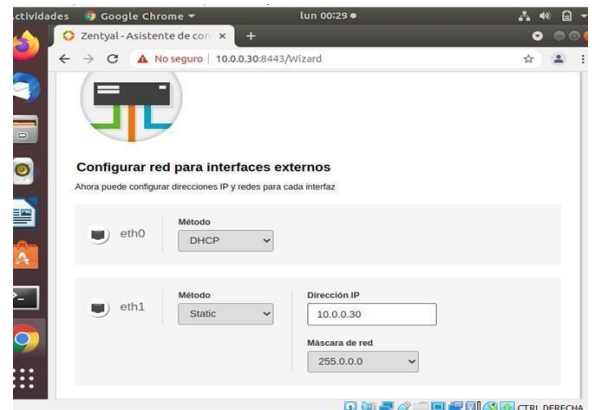 ctividades Google Chrome lun 00:29
Zentyal - Asistente de con × +
No seguro 10.0.0.30:8443/Wizard
Configurar red para interfaces externos
Ahora puede configurar direcciones IP y redes para cada interfaz
Método
eth0
DHCP
Método Dirección IP
eth1
Static 10.0.0.30
Máscara de red
255.0.0.0
CTRL DERECHA